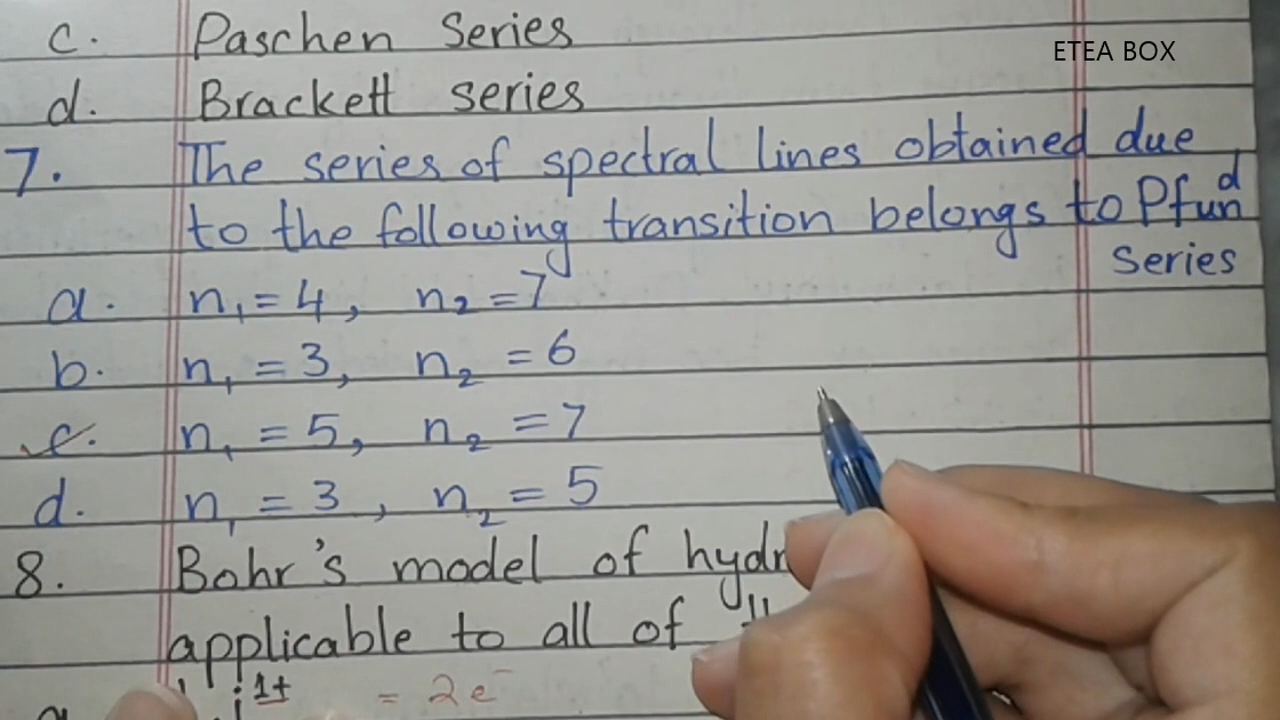 c. Paschen Series
ETEA BOX
d. Brackett series
7. The series of spectral lines obtained due
to the following transition belongs to Pfund
Series
a. n₁ = 4, n₂ = 7
b. n₁ = 3, n₂ = 6
c. n₁ = 5, n₂ = 7
d. n₁ = 3, n₂ = 5
8. Bohr's model of
applicable to all of
= 2e⁻